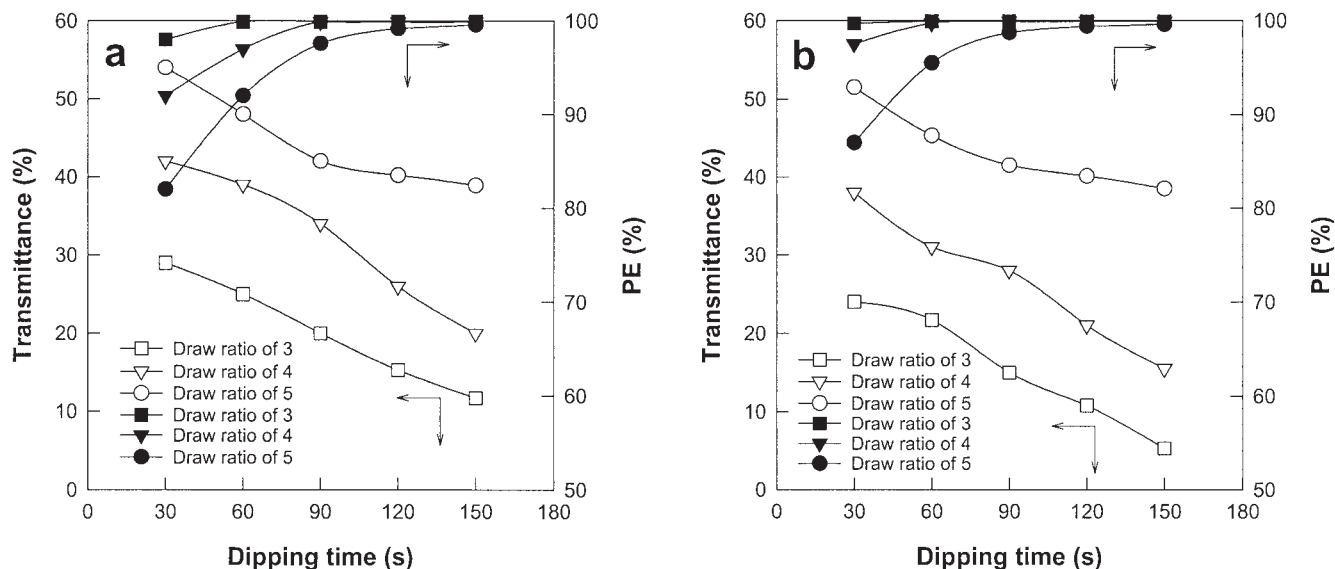 a
60
50
40
30
20
10
0
Transmittance (%)
100
90
80
70
60
50
PE (%)
Draw ratio of 3
Draw ratio of 4
Draw ratio of 5
Draw ratio of 3
Draw ratio of 4
Draw ratio of 5
0 30 60 90 120 150 180
Dipping time (s)
b
60
50
40
30
20
10
0
Transmittance (%)
100
90
80
70
60
50
PE (%)
Draw ratio of 3
Draw ratio of 4
Draw ratio of 5
Draw ratio of 3
Draw ratio of 4
Draw ratio of 5
0 30 60 90 120 150 180
Dipping time (s)